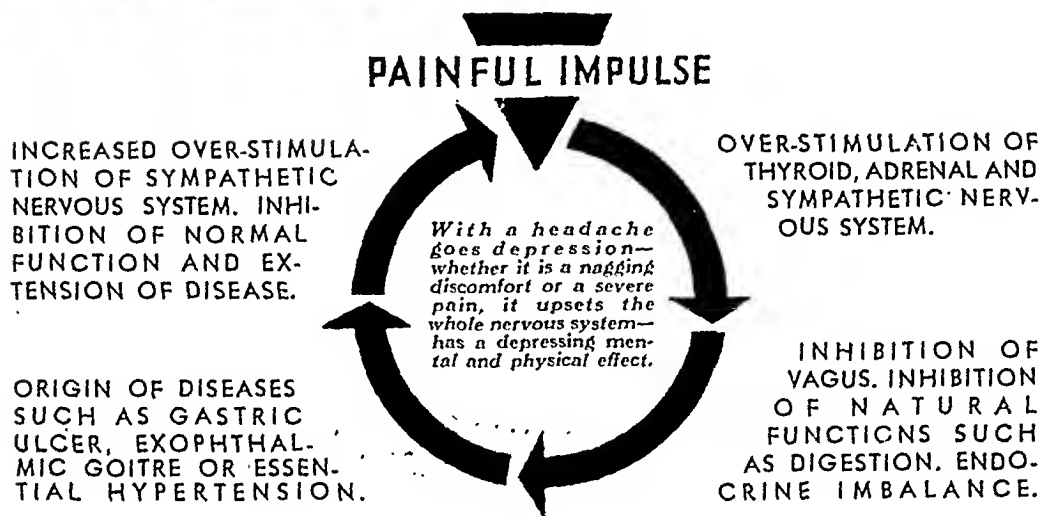 PAINFUL IMPULSE
OVER-STIMULATION OF
THYROID, ADRENAL AND
SYMPATHETIC NERV-
OUS SYSTEM.
INHIBITION OF
VAGUS. INHIBITION
OF NATURAL
FUNCTIONS SUCH
AS DIGESTION. ENDO-
CRINE IMBALANCE.
ORIGIN OF DISEASES
SUCH AS GASTRIC
ULCER, EXOPHTHAL-
MIC GOITRE OR ESSEN-
TIAL HYPERTENSION.
INCREASED OVER-STIMULA-
TION OF SYMPATHETIC
NERVOUS SYSTEM. INHI-
BITION OF NORMAL
FUNCTION AND EX-
TENSION OF DISEASE.
With a headache
goes depression—
whether it is a nagging
discomfort or a severe
pain, it upsets the
whole nervous system—
has a depressing men-
tal and physical effect.